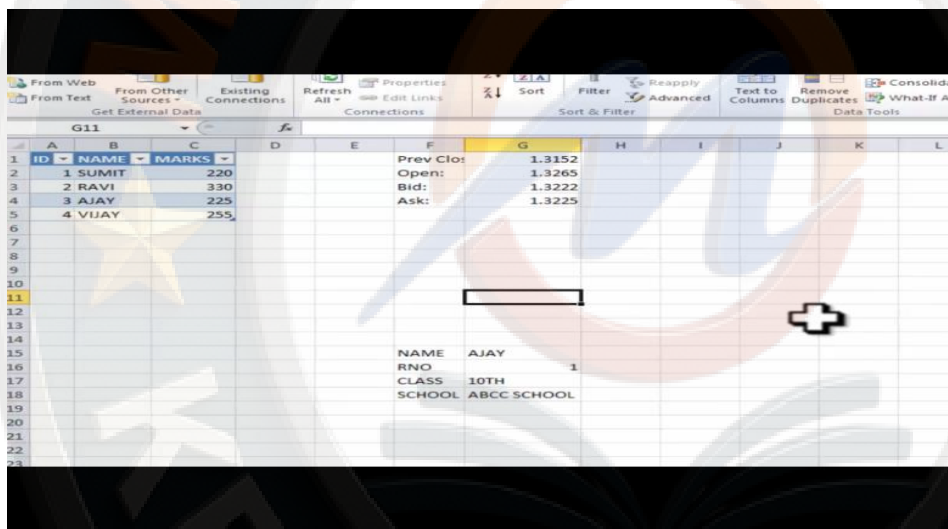 From Web
From Text
From Other Sources
Existing Connections
Get External Data
Refresh All
Properties
Edit Links
Connections
Sort
Filter
Reapply
Advanced
Sort & Filter
Text to Columns
Remove Duplicates
What-If
Data Tools
G11 fx
A B C D E F G H I J K L
1 ID NAME MARKS Prev Clo: 1.3152
2 1 SUMIT 220 Open: 1.3265
3 2 RAVI 330 Bid: 1.3222
4 3 AJAY 225 Ask: 1.3225
5 4 VIJAY 255
6
7
8
9
10
11
12
13
14
15 NAME AJAY
16 RNO 1
17 CLASS 10TH
18 SCHOOL ABCC SCHOOL
19
20
21
22
23